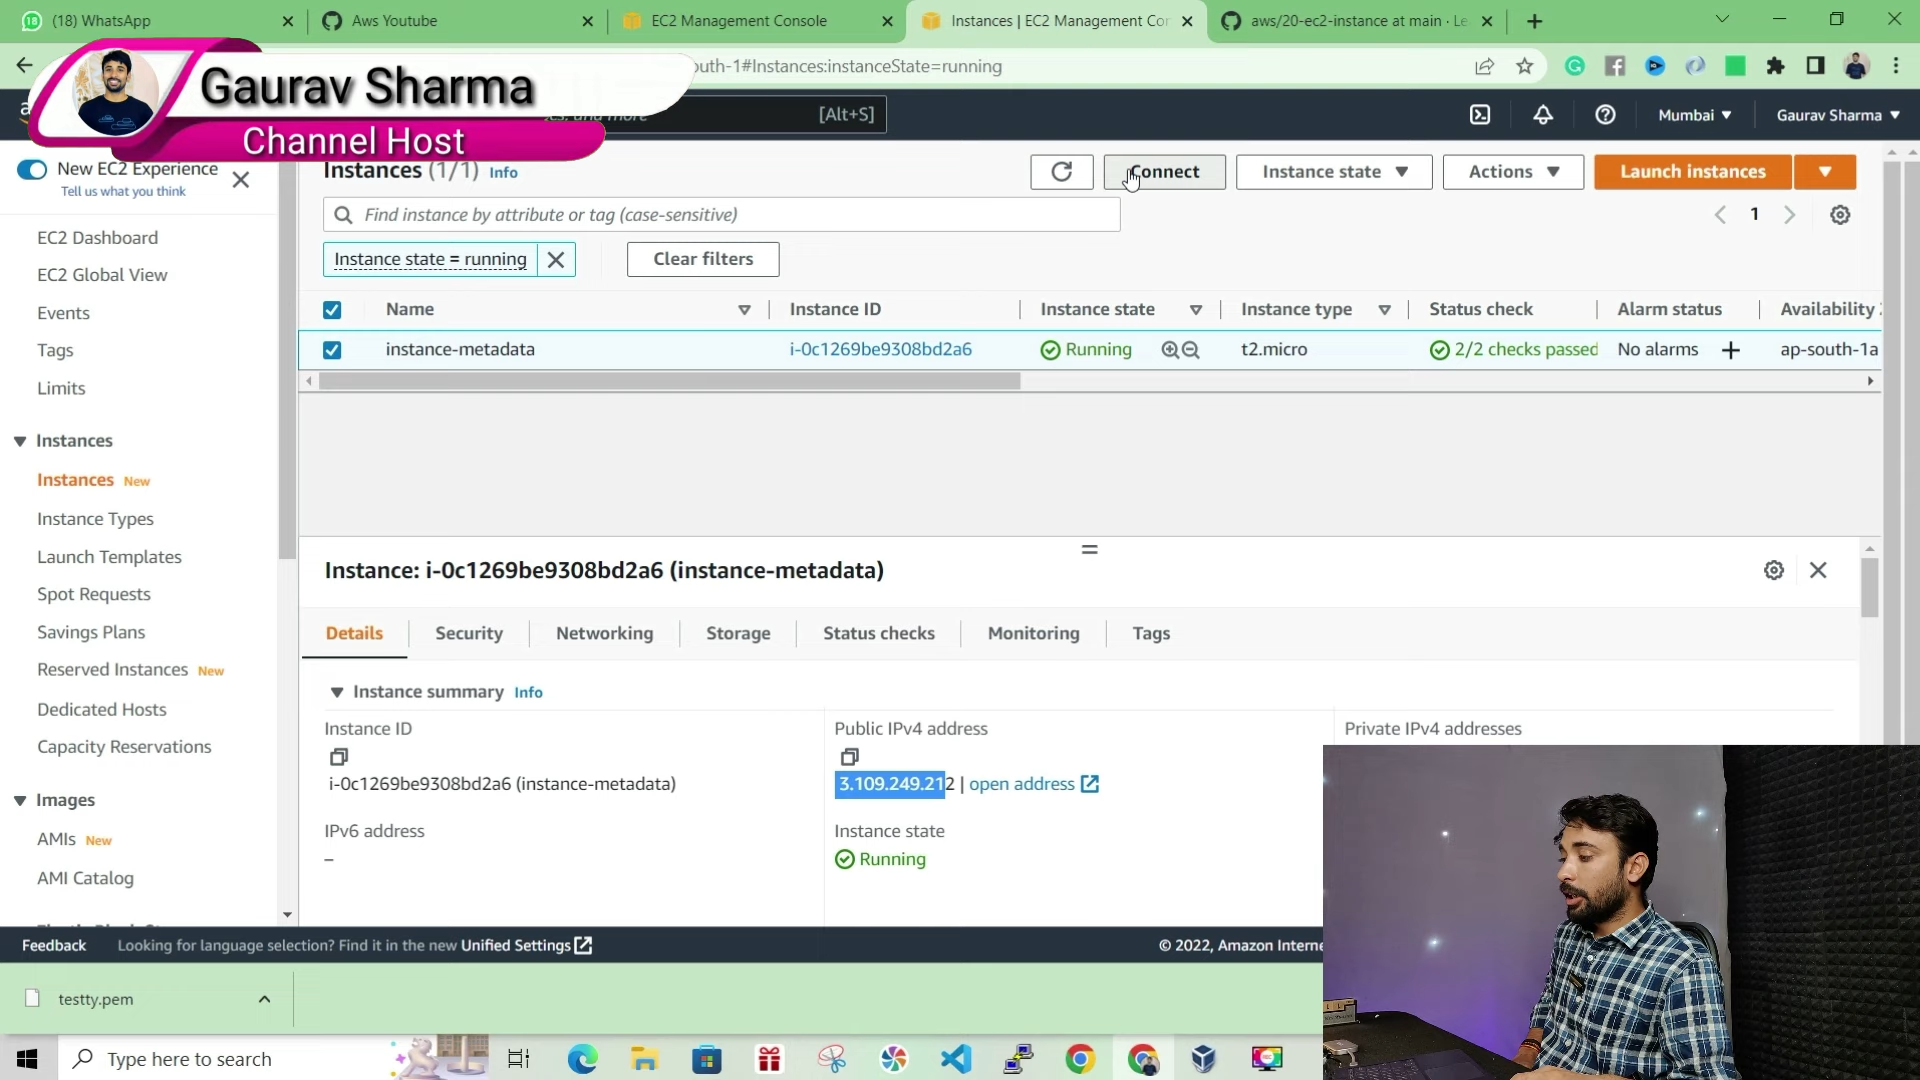 (18) WhatsApp
Aws Youtube
EC2 Management Console
Instances | EC2 Management Con
aws/20-ec2-instance at main · Le
Gaurav Sharma
Channel Host
outh-1#Instances:instanceState=running
[Alt+S]
Mumbai ▼
Gaurav Sharma ▼
New EC2 Experience
Tell us what you think
EC2 Dashboard
EC2 Global View
Events
Tags
Limits
Instances
Instances New
Instance Types
Launch Templates
Spot Requests
Savings Plans
Reserved Instances New
Dedicated Hosts
Capacity Reservations
Images
AMIs New
AMI Catalog
Instances (1/1) Info
Connect
Instance state ▼
Actions ▼
Launch instances
Find instance by attribute or tag (case-sensitive)
1
Instance state = running
Clear filters
Name
Instance ID
Instance state
Instance type
Status check
Alarm status
Availability
instance-metadata
i-0c1269be9308bd2a6
Running
t2.micro
2/2 checks passed
No alarms +
ap-south-1a
Instance: i-0c1269be9308bd2a6 (instance-metadata)
Details
Security
Networking
Storage
Status checks
Monitoring
Tags
Instance summary Info
Instance ID
i-0c1269be9308bd2a6 (instance-metadata)
Public IPv4 address
3.109.249.212 | open address
Private IPv4 addresses
IPv6 address
–
Instance state
Running
Feedback
Looking for language selection? Find it in the new Unified Settings
© 2022, Amazon Interne
testty.pem
Type here to search